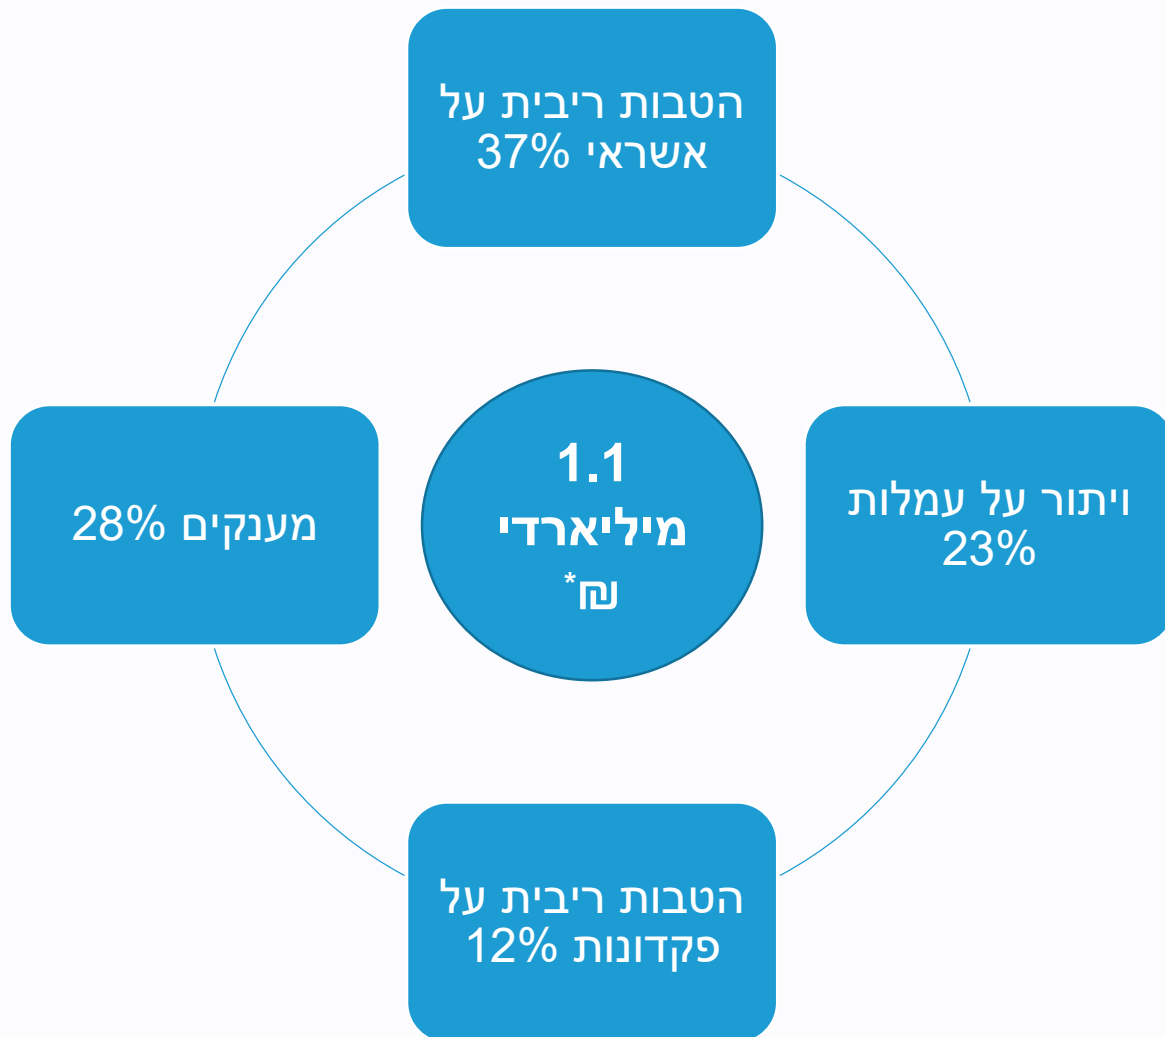 הטבות ריבית על
אשראי 37%
ויתור על עמלות
23%
1.1
מיליארדי
₪*
מענקים 28%
הטבות ריבית על
פקדונות 12%